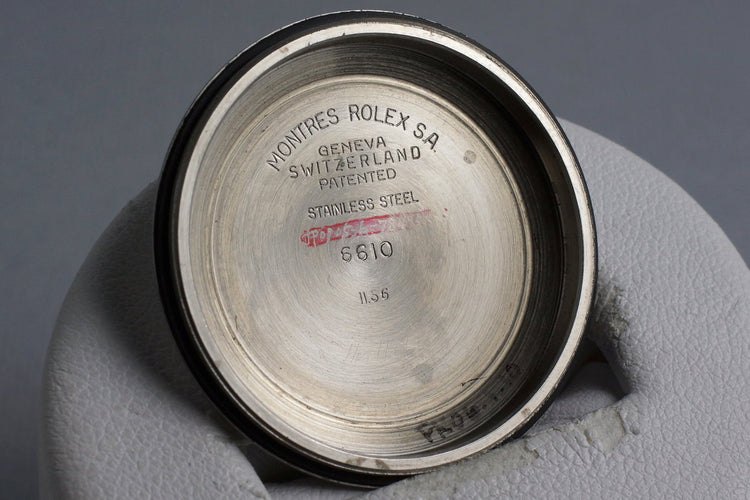 MONTRES ROLEX S.A.
GENEVA
SWITZERLAND
PATENTED
STAINLESS STEEL
6610
II.56